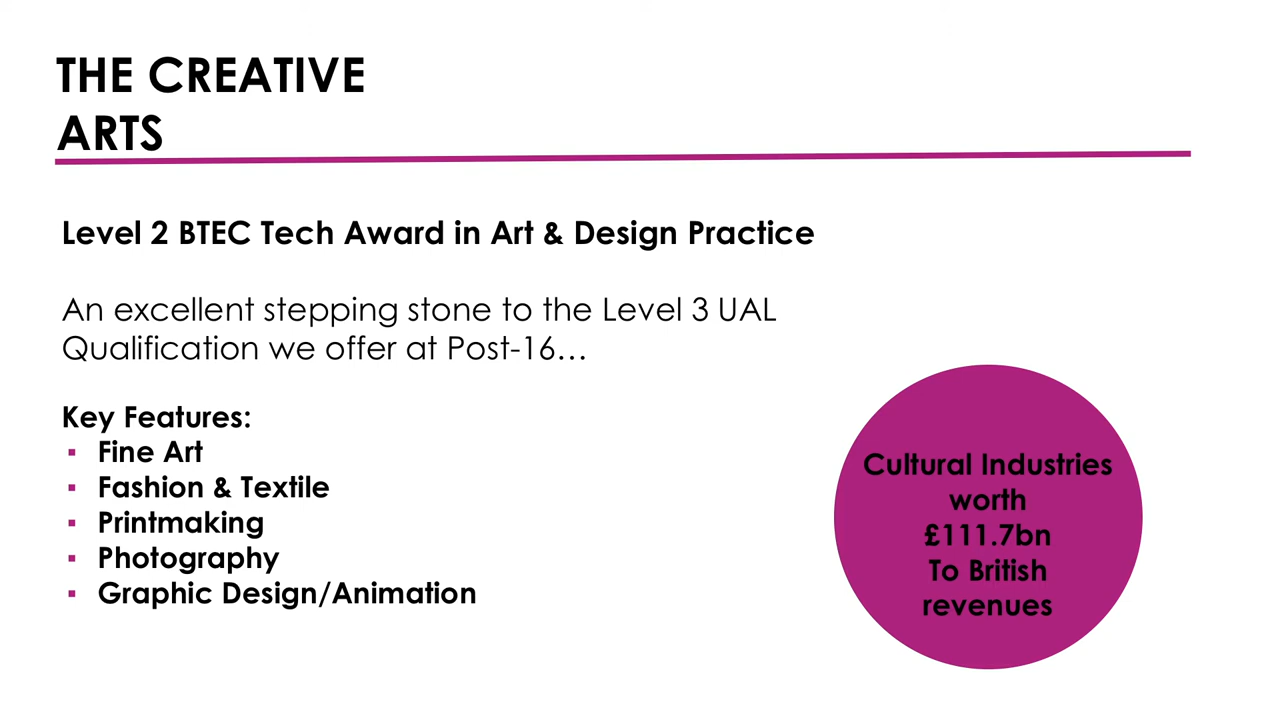 THE CREATIVE
ARTS
Level 2 BTEC Tech Award in Art & Design Practice
An excellent stepping stone to the Level 3 UAL
Qualification we offer at Post-16…
Key Features:
▪ Fine Art
▪ Fashion & Textile
▪ Printmaking
▪ Photography
▪ Graphic Design/Animation
Cultural Industries
worth
£111.7bn
To British
revenues